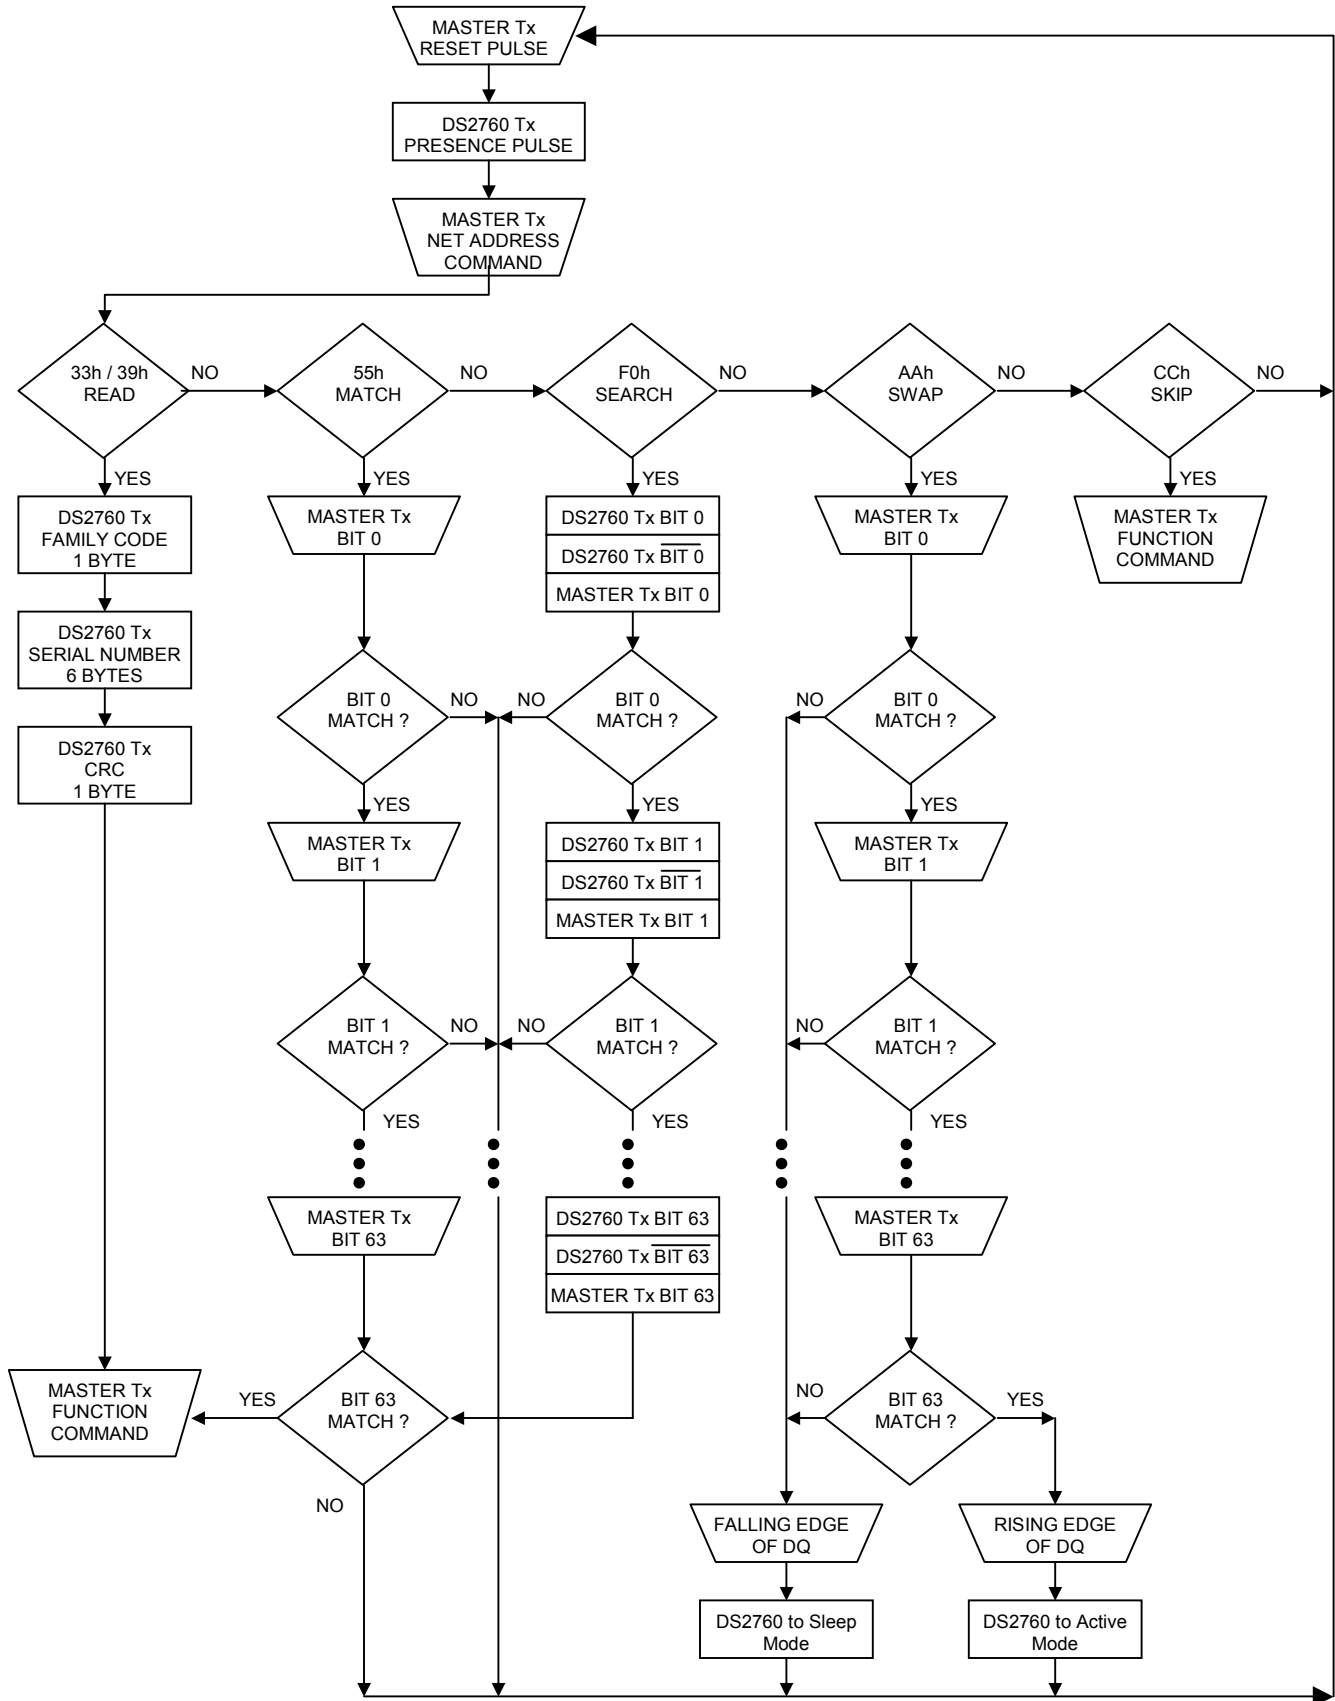 MASTER Tx
RESET PULSE
DS2760 Tx
PRESENCE PULSE
MASTER Tx
NET ADDRESS
COMMAND
33h / 39h
READ
NO
55h
MATCH
NO
F0h
SEARCH
NO
AAh
SWAP
NO
CCh
SKIP
NO
YES
YES
YES
YES
YES
DS2760 Tx
FAMILY CODE
1 BYTE
MASTER Tx
BIT 0
DS2760 Tx BIT 0
DS2760 Tx B̅I̅T̅ ̅0̅
MASTER Tx BIT 0
MASTER Tx
BIT 0
MASTER Tx
FUNCTION
COMMAND
DS2760 Tx
SERIAL NUMBER
6 BYTES
BIT 0
MATCH ?
NO
NO
BIT 0
MATCH ?
NO
BIT 0
MATCH ?
DS2760 Tx
CRC
1 BYTE
YES
YES
YES
MASTER Tx
BIT 1
DS2760 Tx BIT 1
DS2760 Tx B̅I̅T̅ ̅1̅
MASTER Tx BIT 1
MASTER Tx
BIT 1
BIT 1
MATCH ?
NO
NO
BIT 1
MATCH ?
NO
BIT 1
MATCH ?
YES
YES
YES
MASTER Tx
BIT 63
DS2760 Tx BIT 63
DS2760 Tx B̅I̅T̅ ̅6̅3̅
MASTER Tx BIT 63
MASTER Tx
BIT 63
MASTER Tx
FUNCTION
COMMAND
YES
BIT 63
MATCH ?
NO
NO
BIT 63
MATCH ?
YES
FALLING EDGE
OF DQ
RISING EDGE
OF DQ
DS2760 to Sleep
Mode
DS2760 to Active
Mode